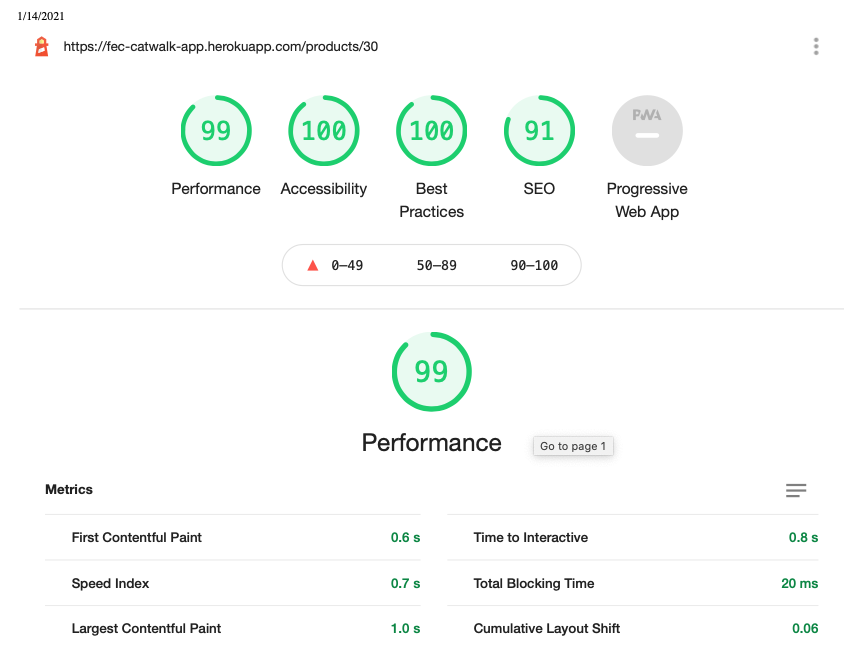 1/14/2021
https://fec-catwalk-app.herokuapp.com/products/30
99 100 100 91 PWA
Performance Accessibility Best Practices SEO Progressive Web App
0–49 50–89 90–100
99
Performance
Go to page 1
Metrics
First Contentful Paint 0.6 s
Time to Interactive 0.8 s
Speed Index 0.7 s
Total Blocking Time 20 ms
Largest Contentful Paint 1.0 s
Cumulative Layout Shift 0.06